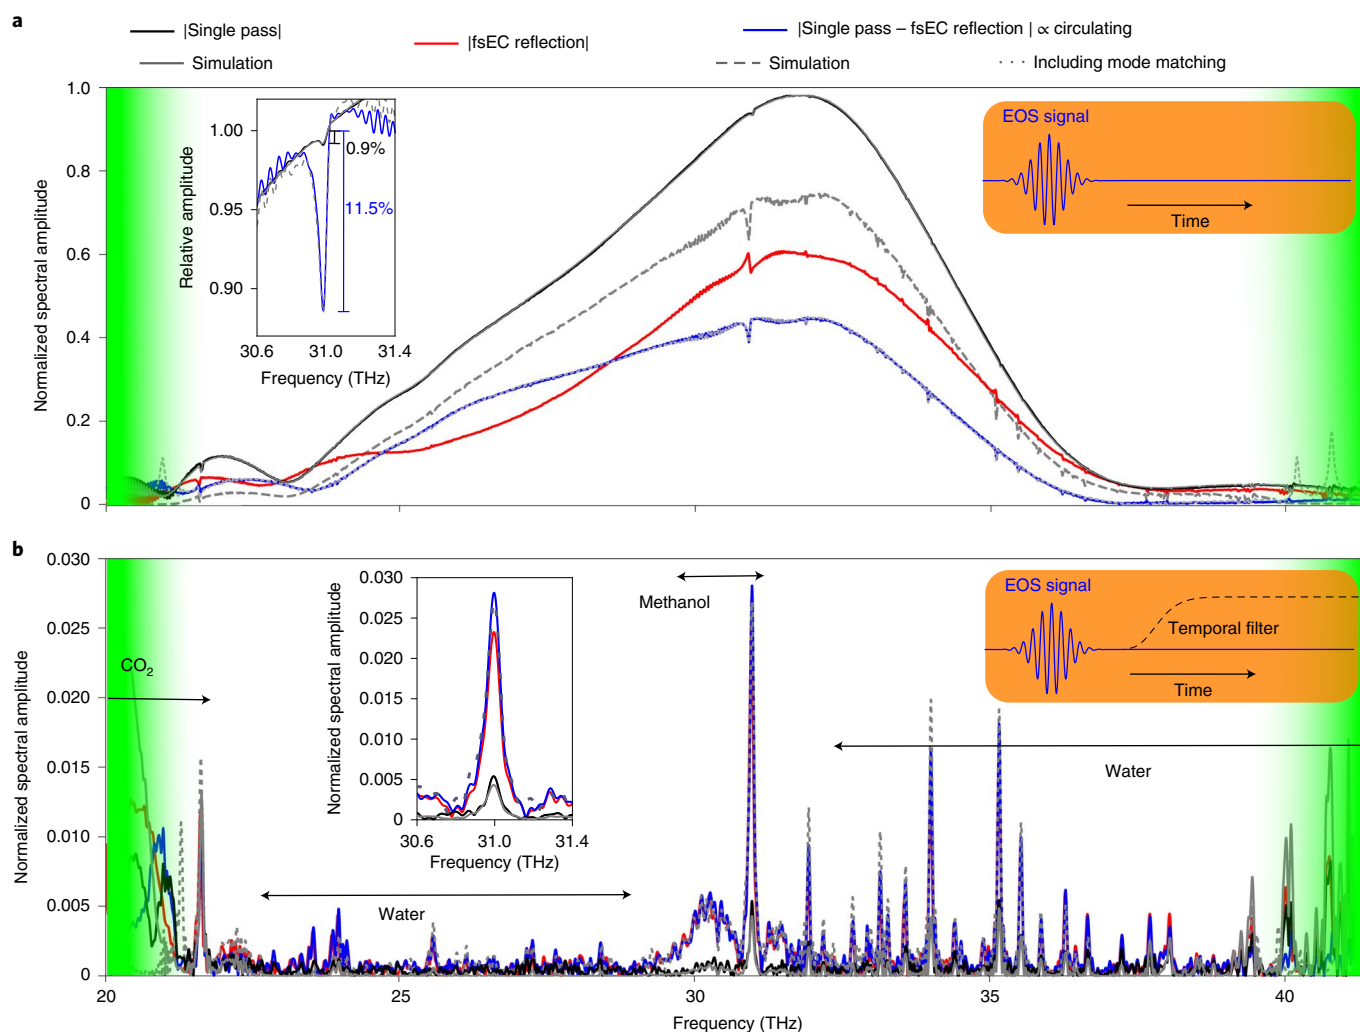 a
|Single pass|
|fsEC reflection|
|Single pass – fsEC reflection | ∝ circulating
Simulation
Simulation
Including mode matching
Normalized spectral amplitude
1.0
0.8
0.6
0.4
0.2
0
Relative amplitude
1.00
0.95
0.90
0.9%
11.5%
30.6 31.0 31.4
Frequency (THz)
EOS signal
Time
b
Normalized spectral amplitude
0.030
0.025
0.020
0.015
0.010
0.005
0
CO2
Normalized spectral amplitude
0.030
0.025
0.020
0.015
0.010
0.005
0
30.6 31.0 31.4
Frequency (THz)
Methanol
EOS signal
Temporal filter
Time
Water
Water
20 25 30 35 40
Frequency (THz)